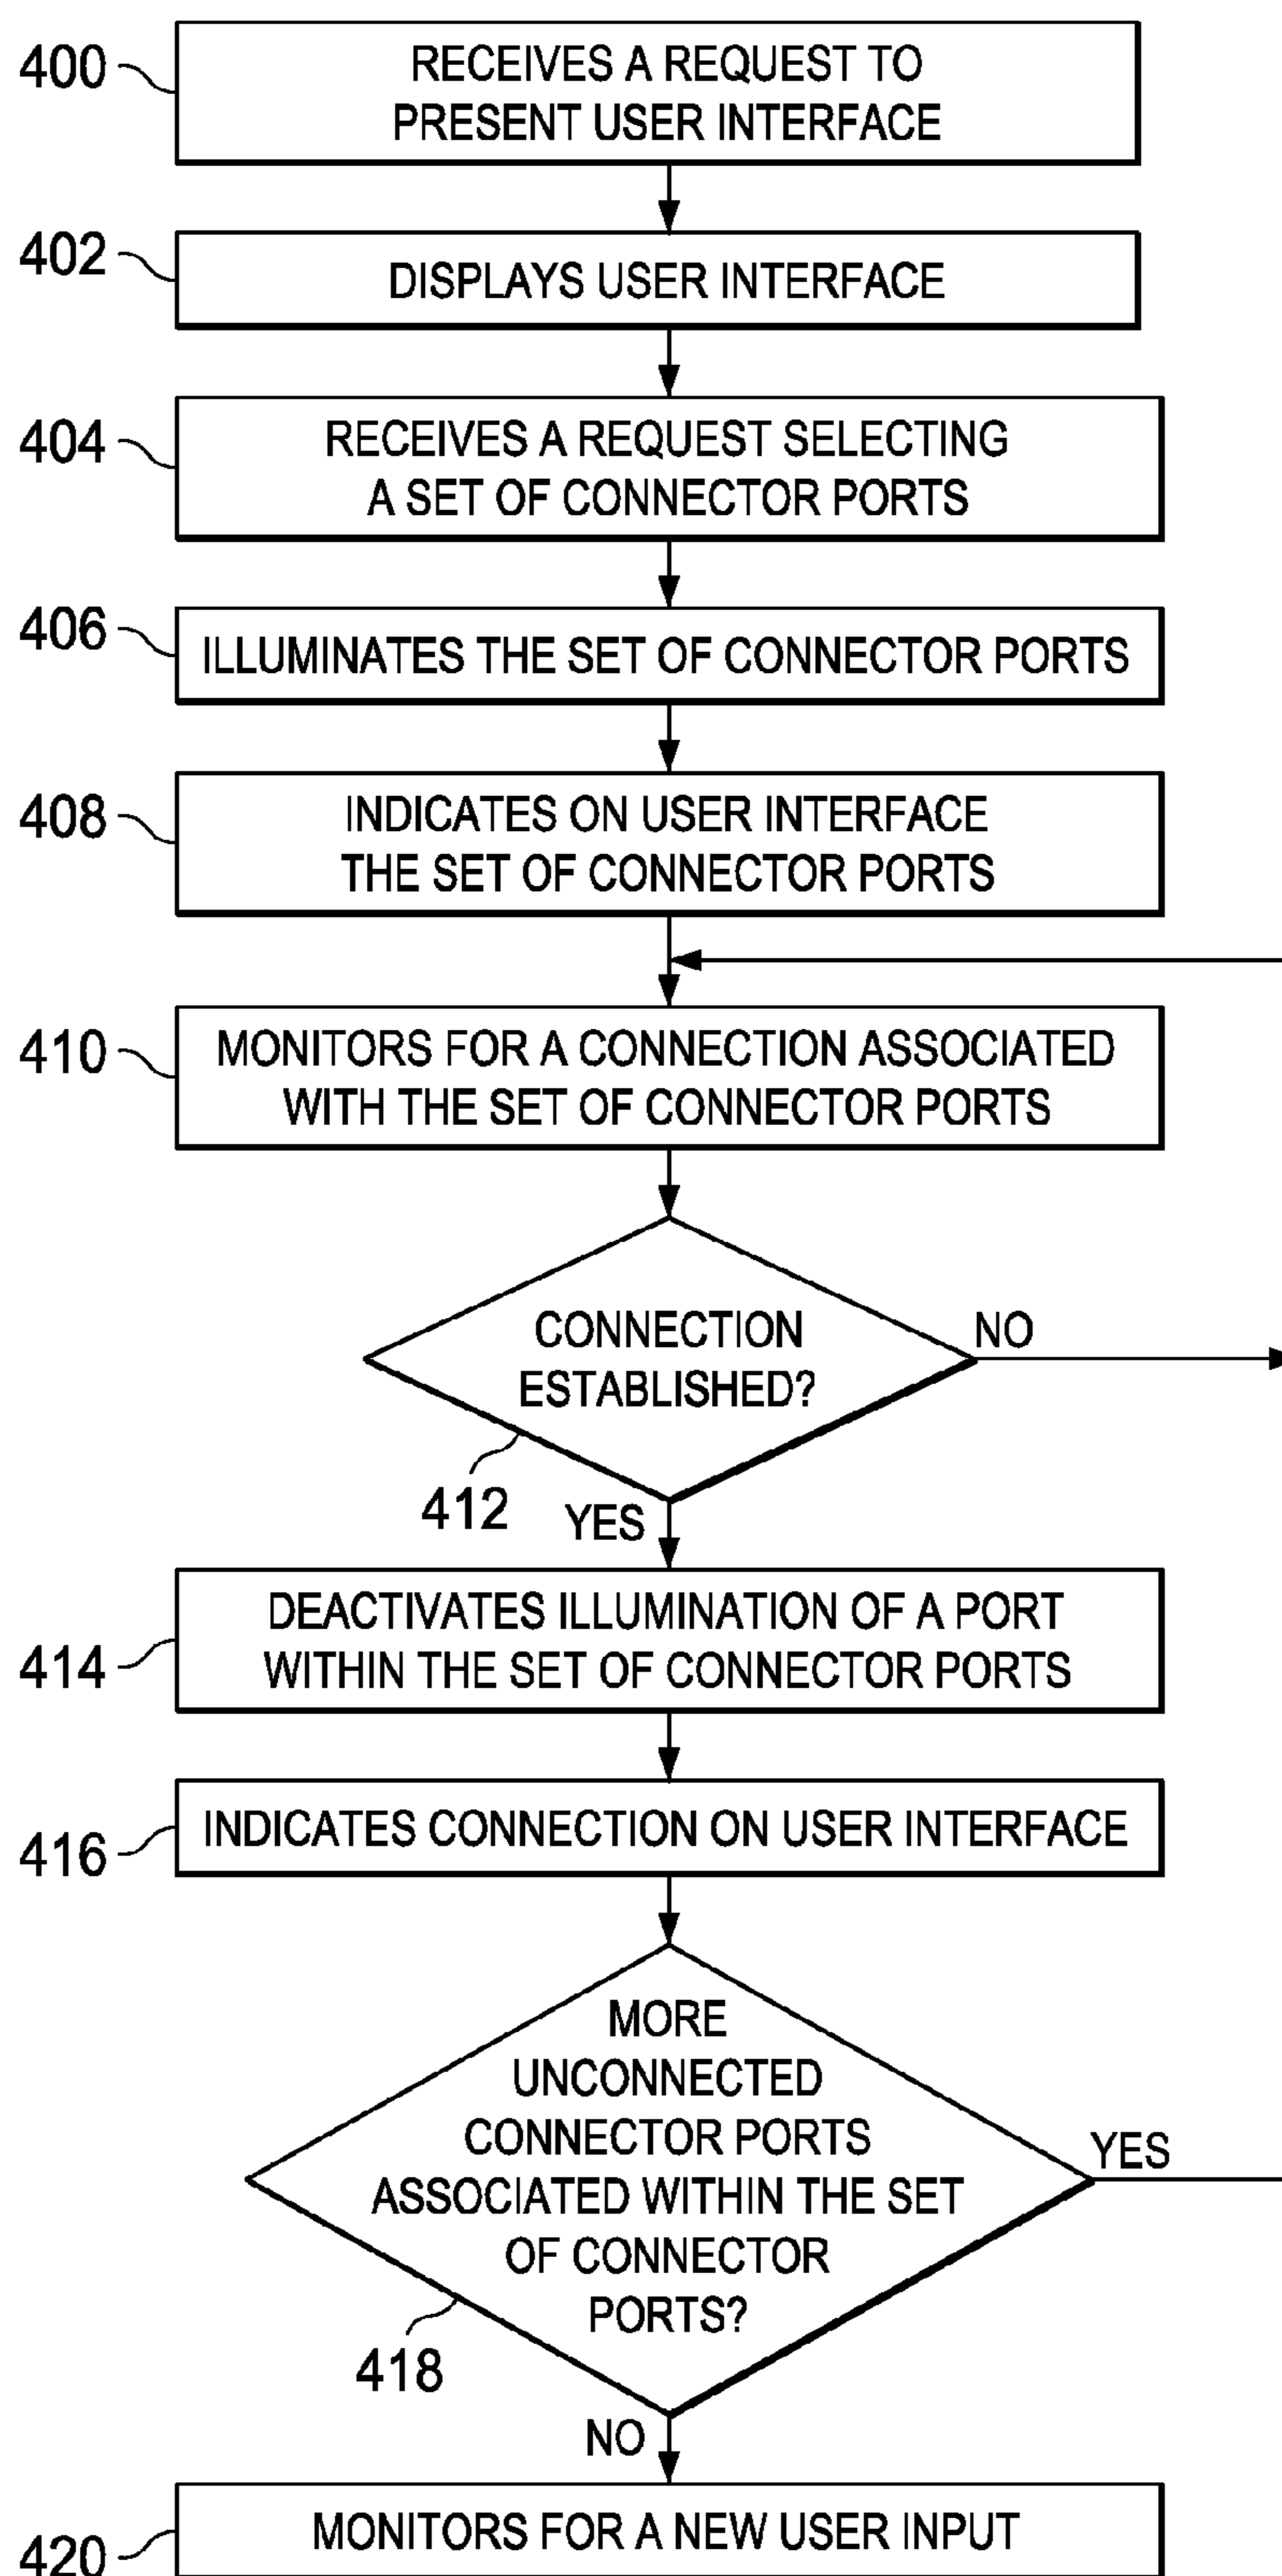 400
RECEIVES A REQUEST TO
PRESENT USER INTERFACE
402
DISPLAYS USER INTERFACE
404
RECEIVES A REQUEST SELECTING
A SET OF CONNECTOR PORTS
406
ILLUMINATES THE SET OF CONNECTOR PORTS
408
INDICATES ON USER INTERFACE
THE SET OF CONNECTOR PORTS
410
MONITORS FOR A CONNECTION ASSOCIATED
WITH THE SET OF CONNECTOR PORTS
CONNECTION
ESTABLISHED?
NO
412
YES
414
DEACTIVATES ILLUMINATION OF A PORT
WITHIN THE SET OF CONNECTOR PORTS
416
INDICATES CONNECTION ON USER INTERFACE
MORE
UNCONNECTED
CONNECTOR PORTS
ASSOCIATED WITHIN THE SET
OF CONNECTOR
PORTS?
YES
418
NO
420
MONITORS FOR A NEW USER INPUT